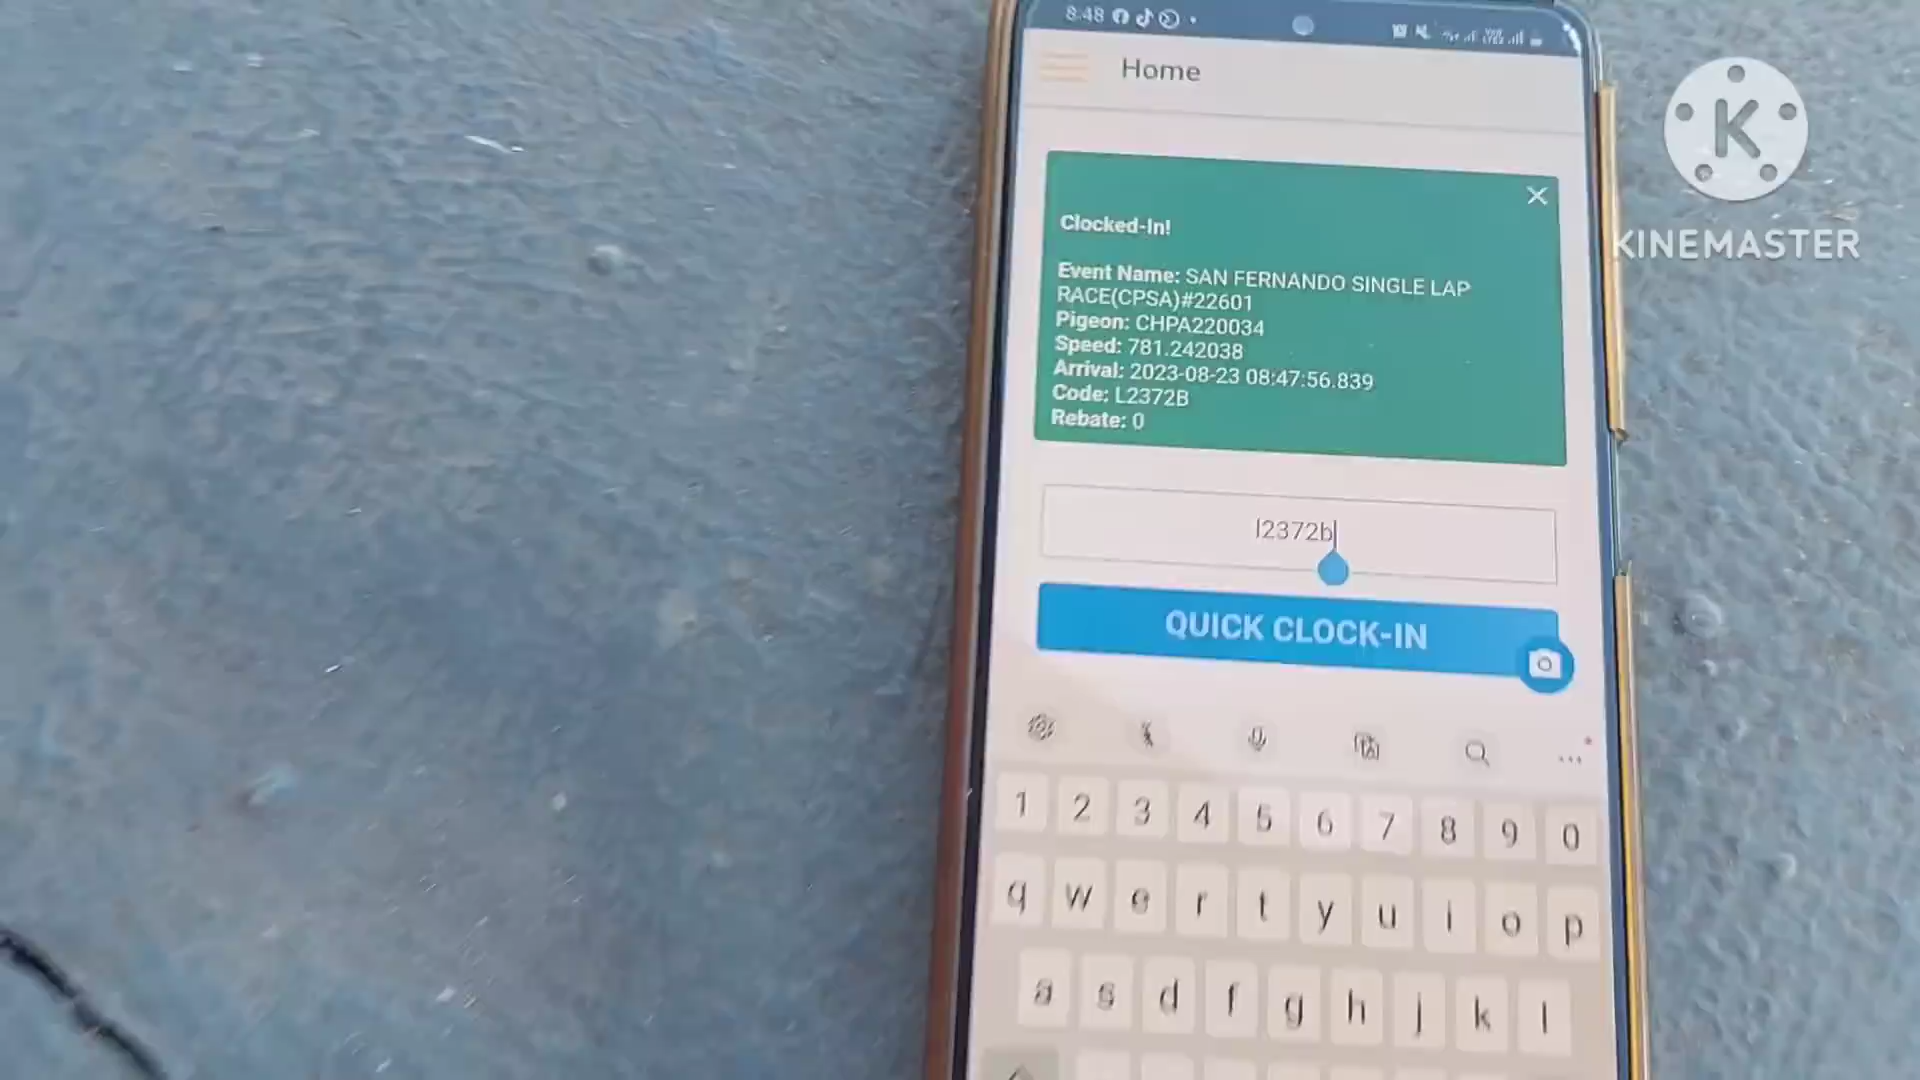 8:48
Home
Clocked-In!
Event Name: SAN FERNANDO SINGLE LAP
RACE(CPSA)#22601
Pigeon: CHPA220034
Speed: 781.242038
Arrival: 2023-08-23 08:47:56.839
Code: L2372B
Rebate: 0
l2372b
QUICK CLOCK-IN
1 2 3 4 5 6 7 8 9 0
q w e r t y u i o p
a s d f g h j k l
K
KINEMASTER